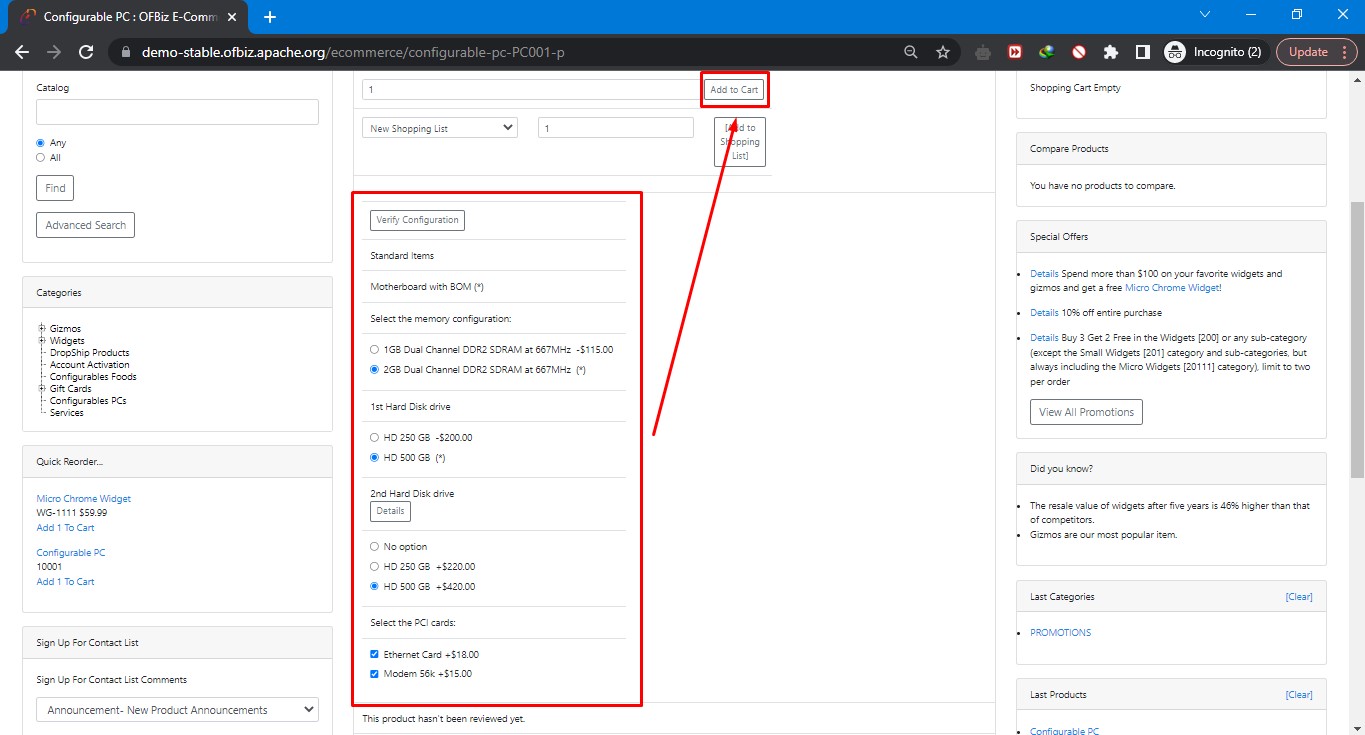 Configurable PC : OFBiz E-Comm
demo-stable.ofbiz.apache.org/ecommerce/configurable-pc-PC001-p
Incognito (2)
Update
Catalog
Any
All
Find
Advanced Search
Categories
Gizmos
Widgets
DropShip Products
Account Activation
Configurables Foods
Gift Cards
Configurables PCs
Services
Quick Reorder...
Micro Chrome Widget
WG-1111 $59.99
Add 1 To Cart
Configurable PC
10001
Add 1 To Cart
Sign Up For Contact List
Sign Up For Contact List Comments
Announcement- New Product Announcements
1
Add to Cart
New Shopping List
1
[Add to
Shopping
List]
Verify Configuration
Standard Items
Motherboard with BOM (*)
Select the memory configuration:
1GB Dual Channel DDR2 SDRAM at 667MHz -$115.00
2GB Dual Channel DDR2 SDRAM at 667MHz (*)
1st Hard Disk drive
HD 250 GB -$200.00
HD 500 GB (*)
2nd Hard Disk drive
Details
No option
HD 250 GB +$220.00
HD 500 GB +$420.00
Select the PCI cards:
Ethernet Card +$18.00
Modem 56k +$15.00
This product hasn't been reviewed yet.
Shopping Cart Empty
Compare Products
You have no products to compare.
Special Offers
Details Spend more than $100 on your favorite widgets and
gizmos and get a free Micro Chrome Widget!
Details 10% off entire purchase
Details Buy 3 Get 2 Free in the Widgets [200] or any sub-category
(except the Small Widgets [201] category and sub-categories, but
always including the Micro Widgets [20111] category), limit to two
per order
View All Promotions
Did you know?
The resale value of widgets after five years is 46% higher than that
of competitors.
Gizmos are our most popular item.
Last Categories [Clear]
PROMOTIONS
Last Products [Clear]
Configurable PC